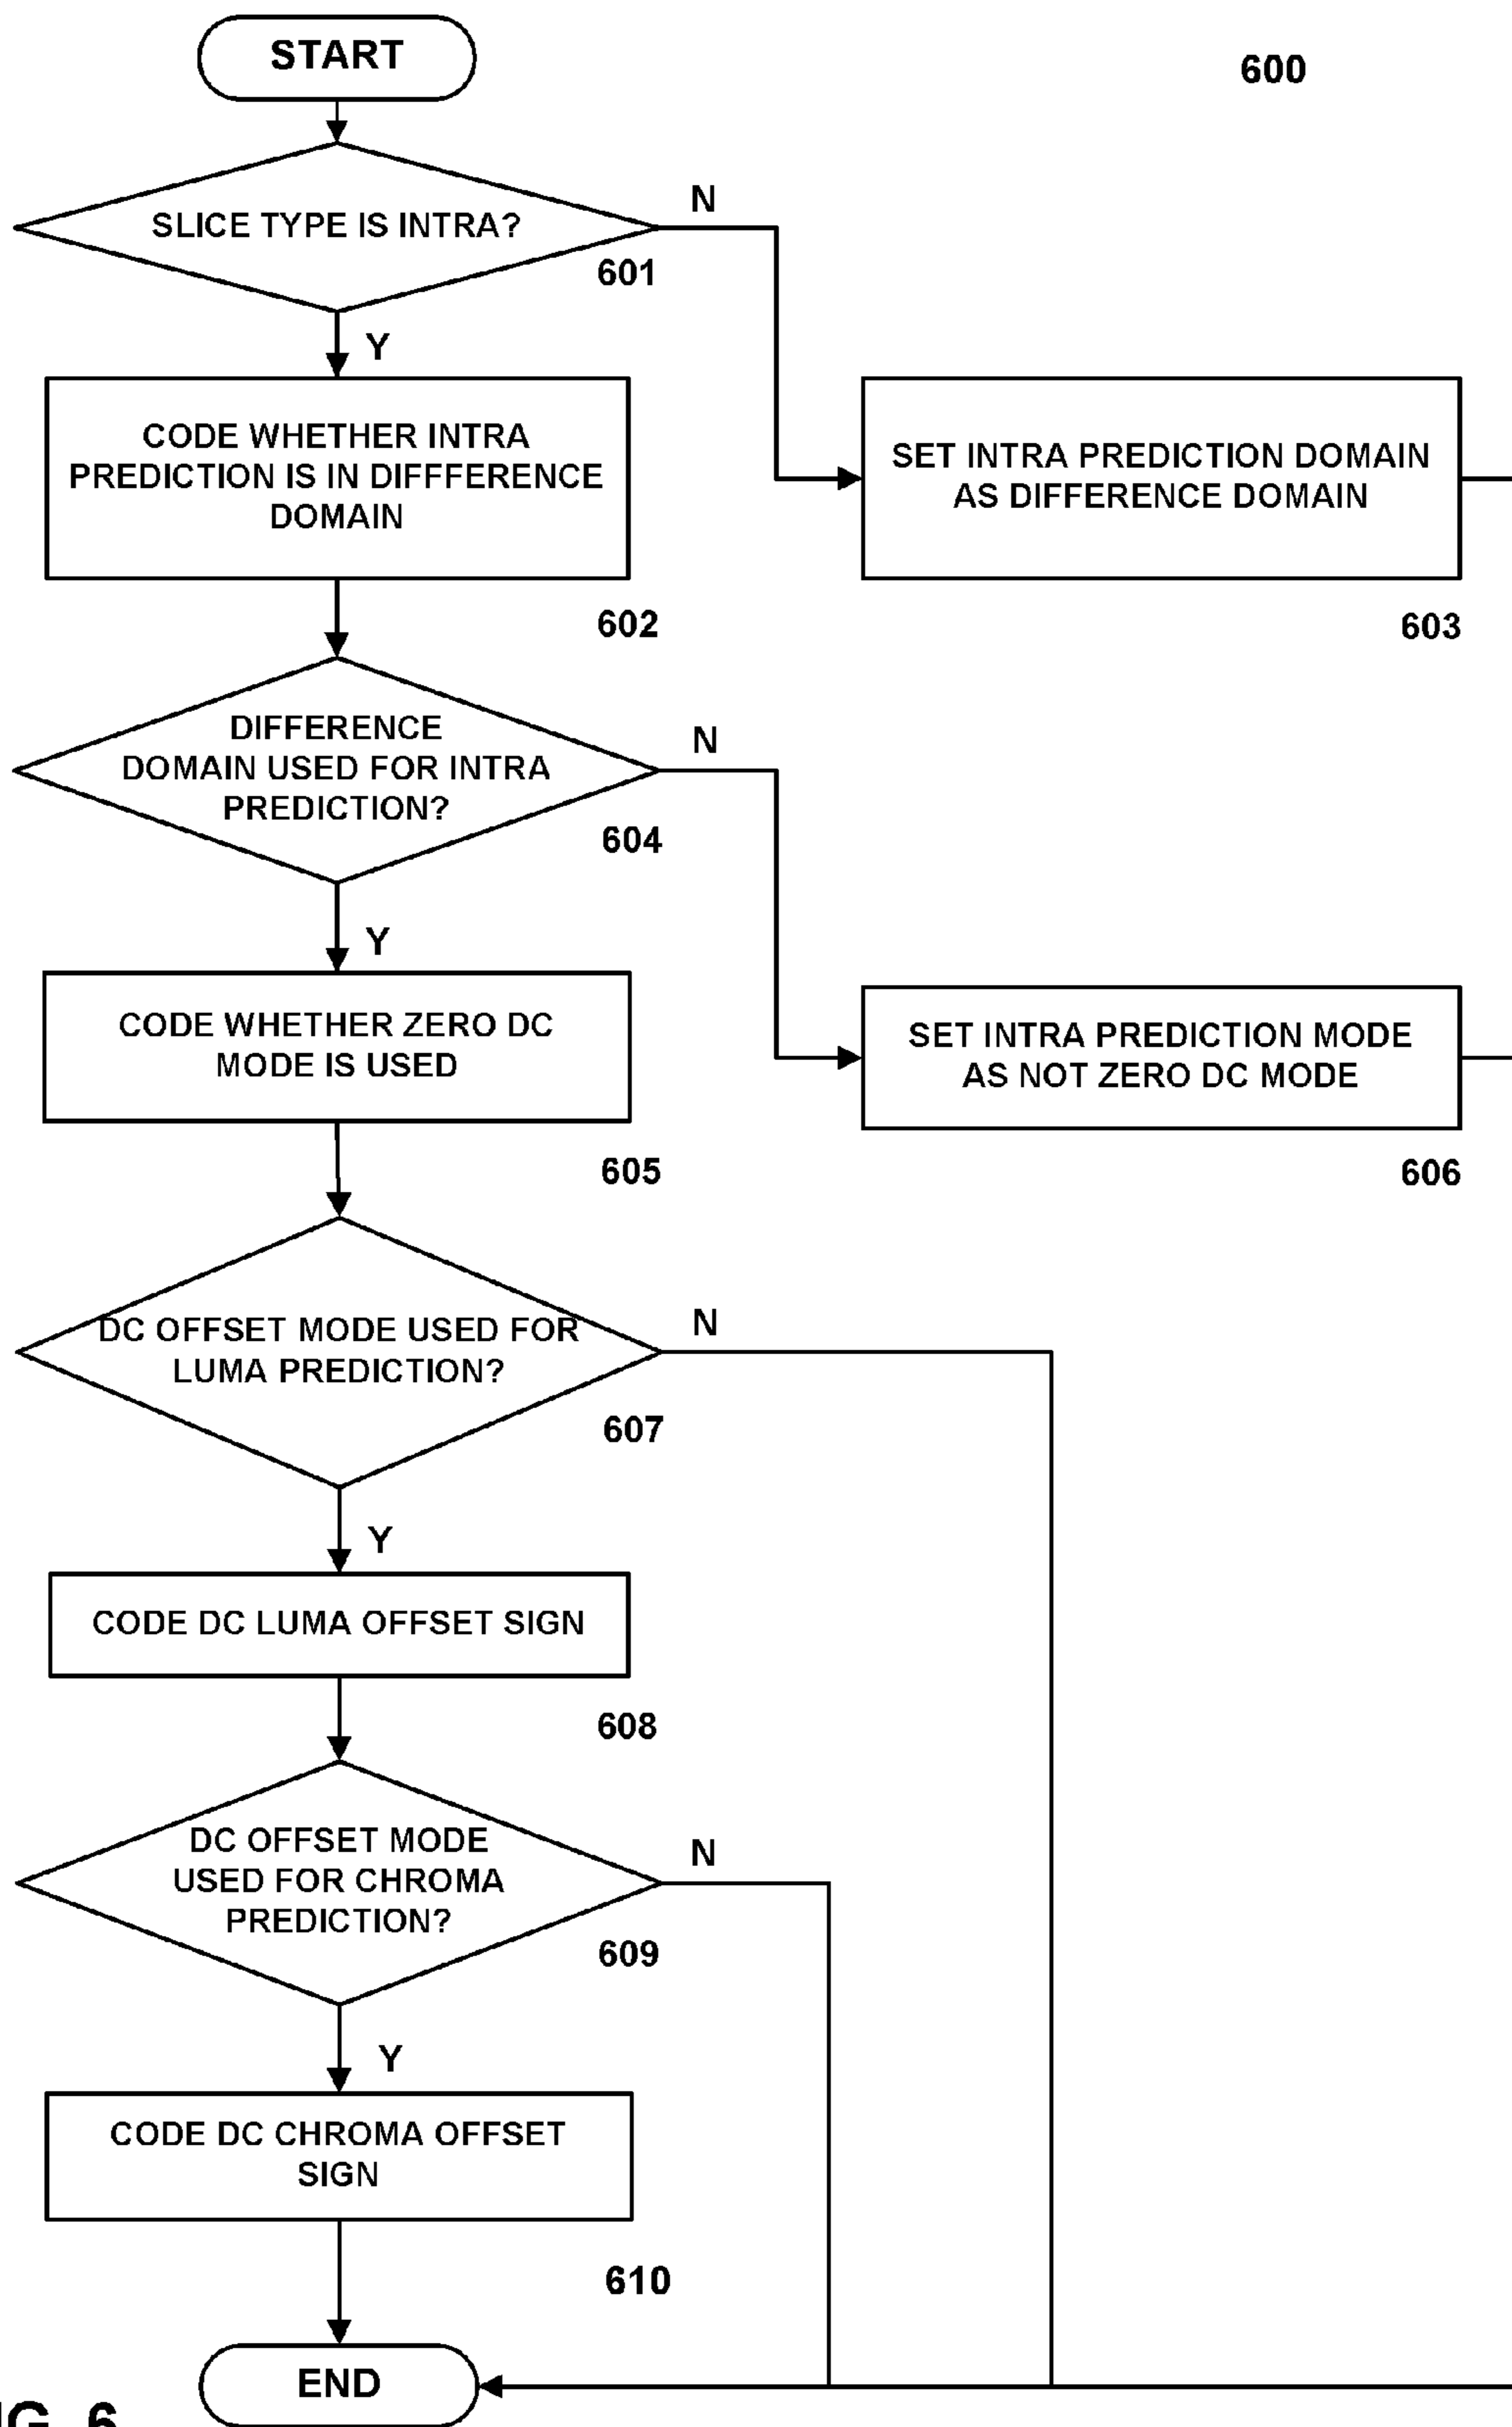 START
600
SLICE TYPE IS INTRA?
N
601
Y
CODE WHETHER INTRA
PREDICTION IS IN DIFFFERENCE
DOMAIN
602
SET INTRA PREDICTION DOMAIN
AS DIFFERENCE DOMAIN
603
DIFFERENCE
DOMAIN USED FOR INTRA
PREDICTION?
N
604
Y
CODE WHETHER ZERO DC
MODE IS USED
605
SET INTRA PREDICTION MODE
AS NOT ZERO DC MODE
606
DC OFFSET MODE USED FOR
LUMA PREDICTION?
N
607
Y
CODE DC LUMA OFFSET SIGN
608
DC OFFSET MODE
USED FOR CHROMA
PREDICTION?
N
609
Y
CODE DC CHROMA OFFSET
SIGN
610
END
6